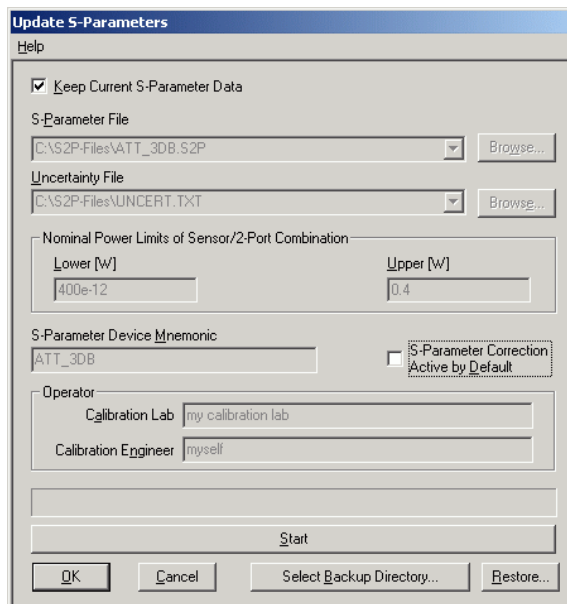 Update S-Parameters
Help
Keep Current S-Parameter Data
S-Parameter File
C:\S2P-Files\ATT_3DB.S2P
Browse...
Uncertainty File
C:\S2P-Files\UNCERT.TXT
Browse...
Nominal Power Limits of Sensor/2-Port Combination
Lower [W]
Upper [W]
400e-12
0.4
S-Parameter Device Mnemonic
ATT_3DB
S-Parameter Correction
Active by Default
Operator
Calibration Lab
my calibration lab
Calibration Engineer
myself
Start
OK
Cancel
Select Backup Directory...
Restore...